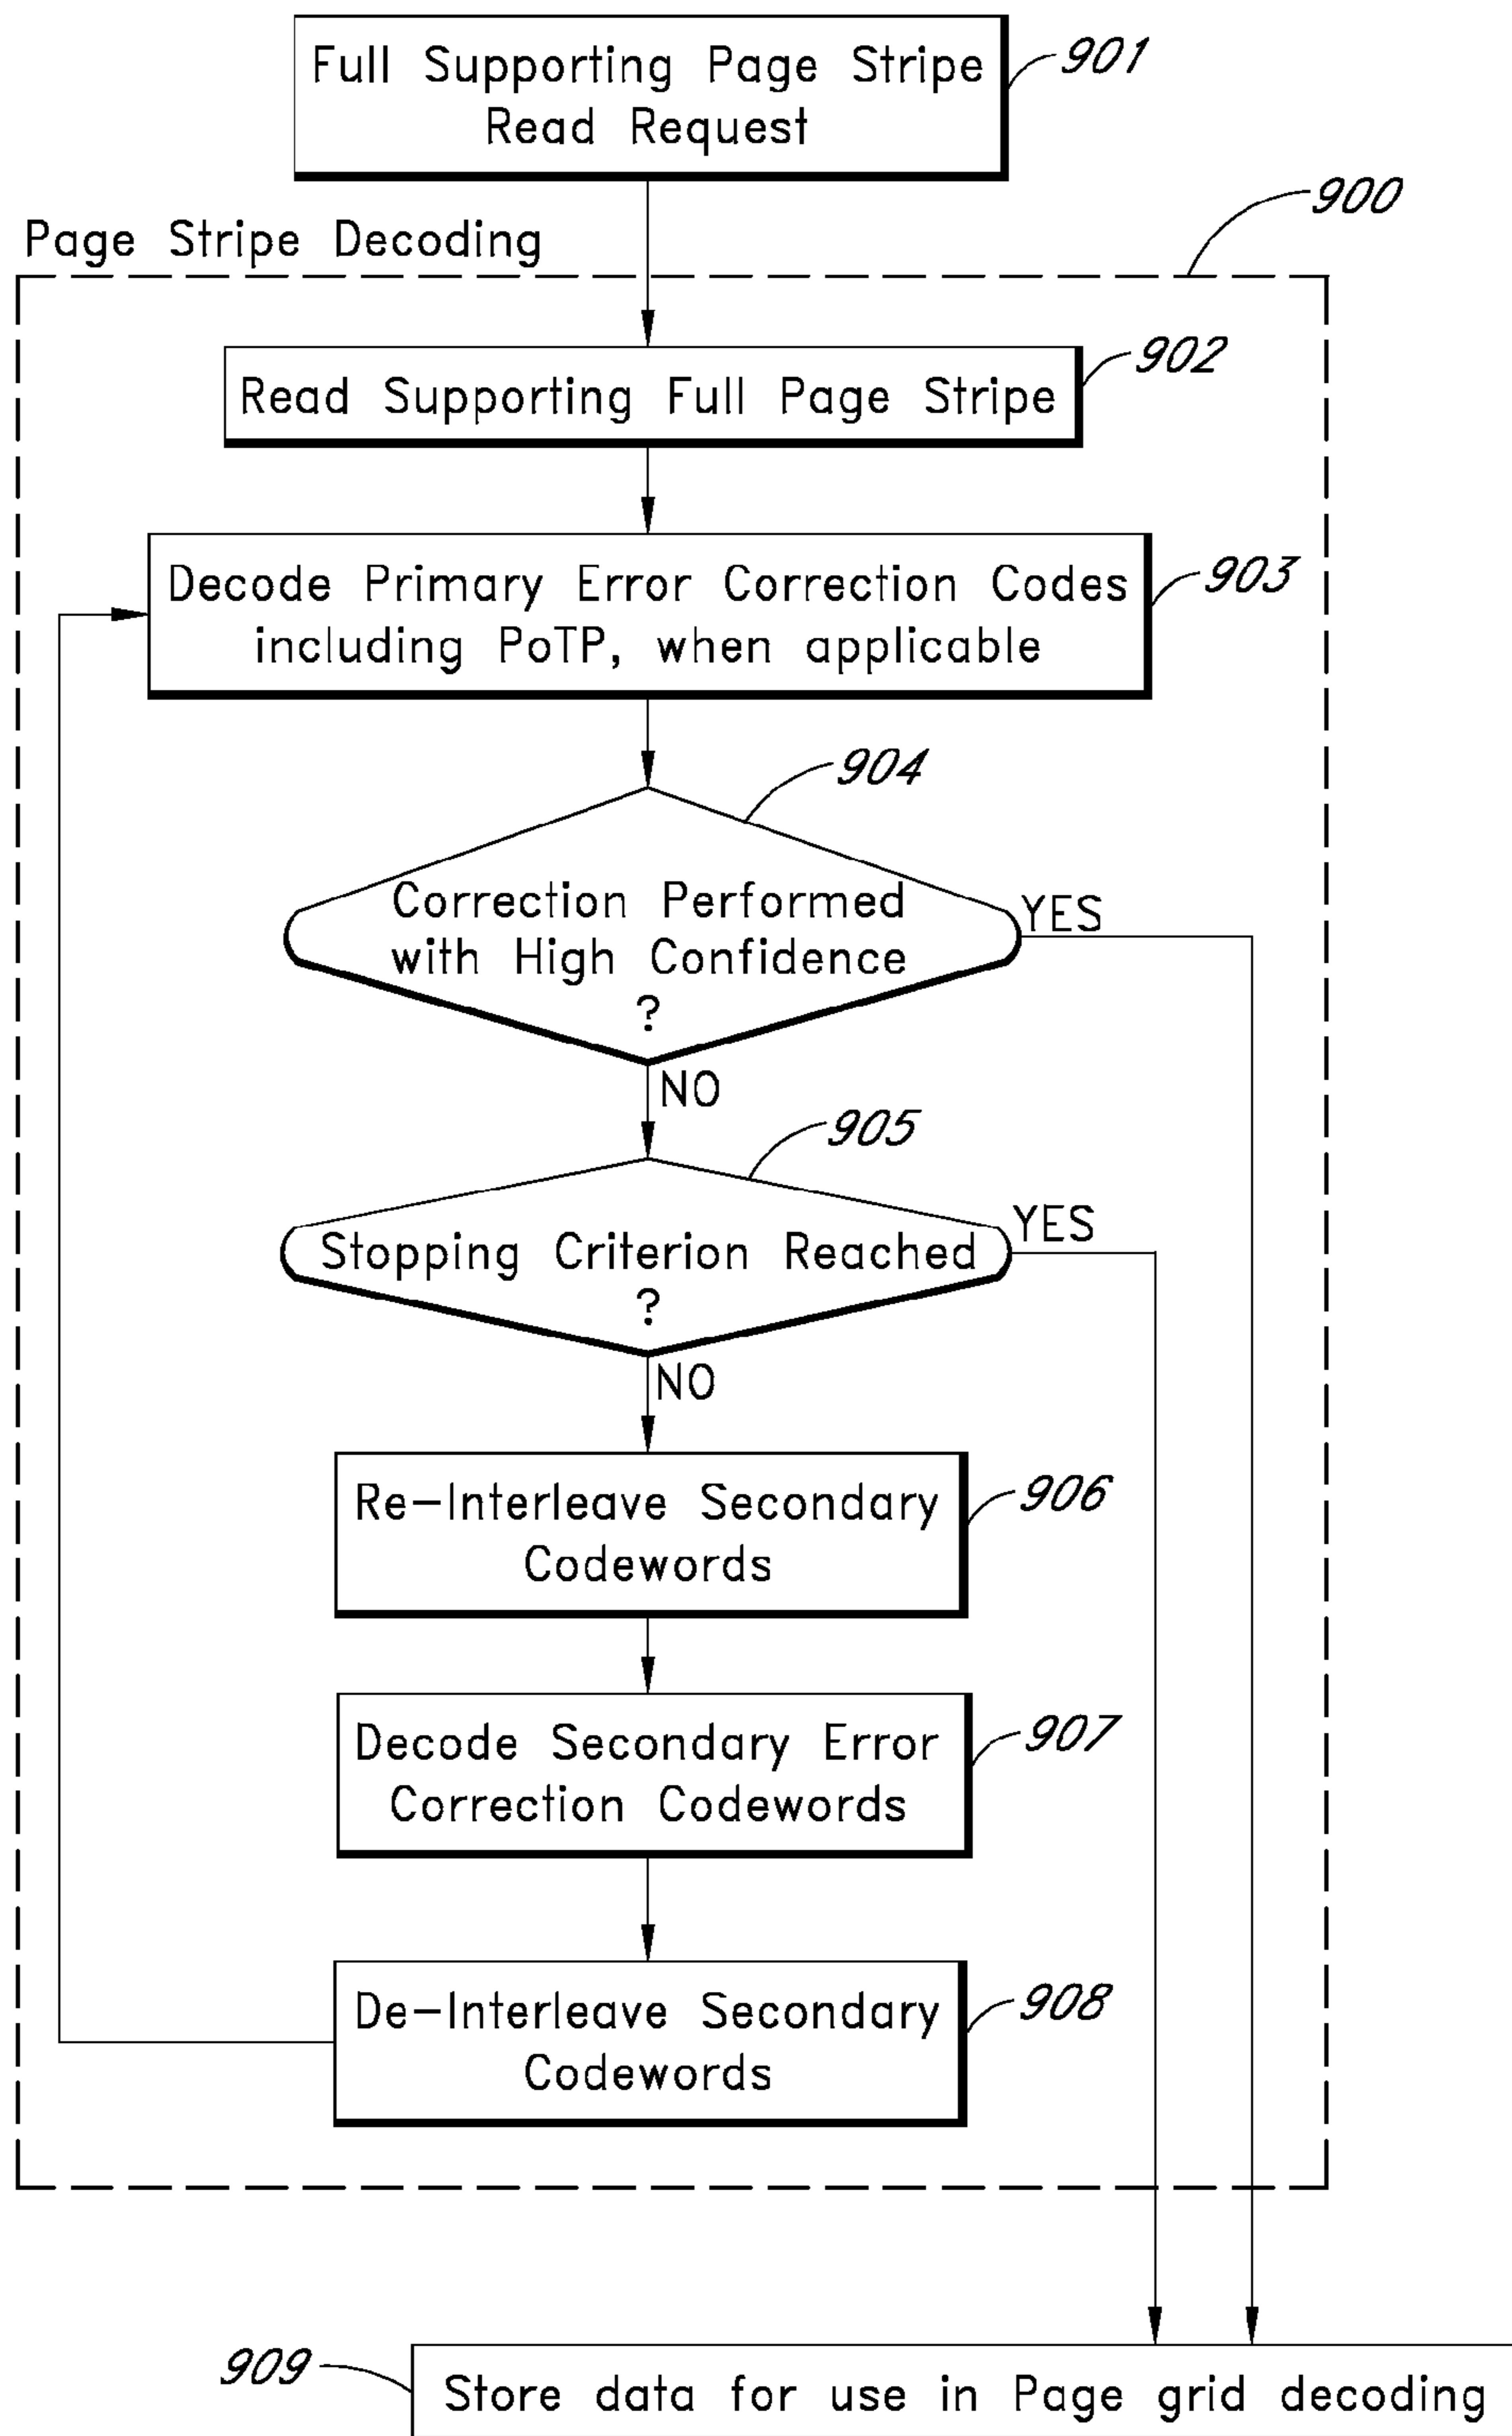 Full Supporting Page Stripe
Read Request
901
900
Page Stripe Decoding
Read Supporting Full Page Stripe
902
Decode Primary Error Correction Codes
including PoTP, when applicable
903
904
Correction Performed
with High Confidence
?
YES
NO
905
Stopping Criterion Reached
?
YES
NO
Re-Interleave Secondary
Codewords
906
Decode Secondary Error
Correction Codewords
907
De-Interleave Secondary
Codewords
908
909
Store data for use in Page grid decoding